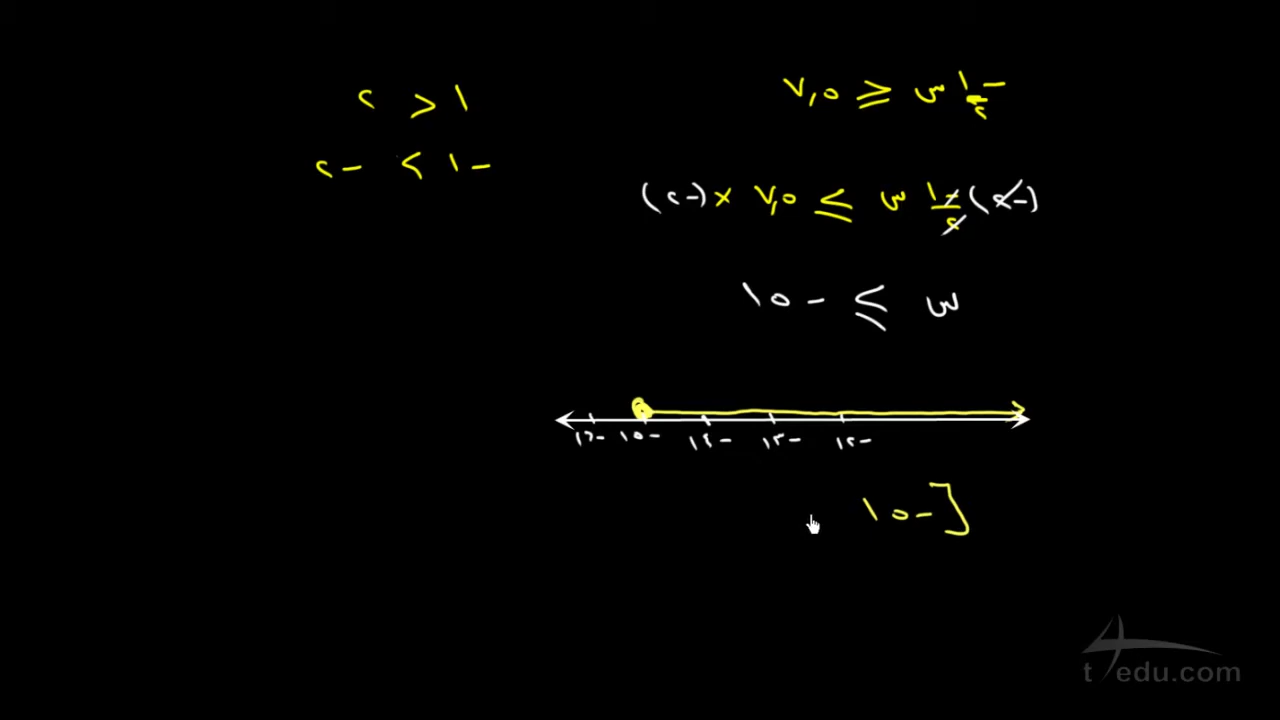 -١/٢ س ≤ ٧,٥
١ < ٢
-١ > -٢
(-٢) -١/٢ س ≥ ٧,٥ × (-٢)
س ≥ -١٥
-١٦ -١٥ -١٤ -١٣ -١٢
[-١٥
t4edu.com